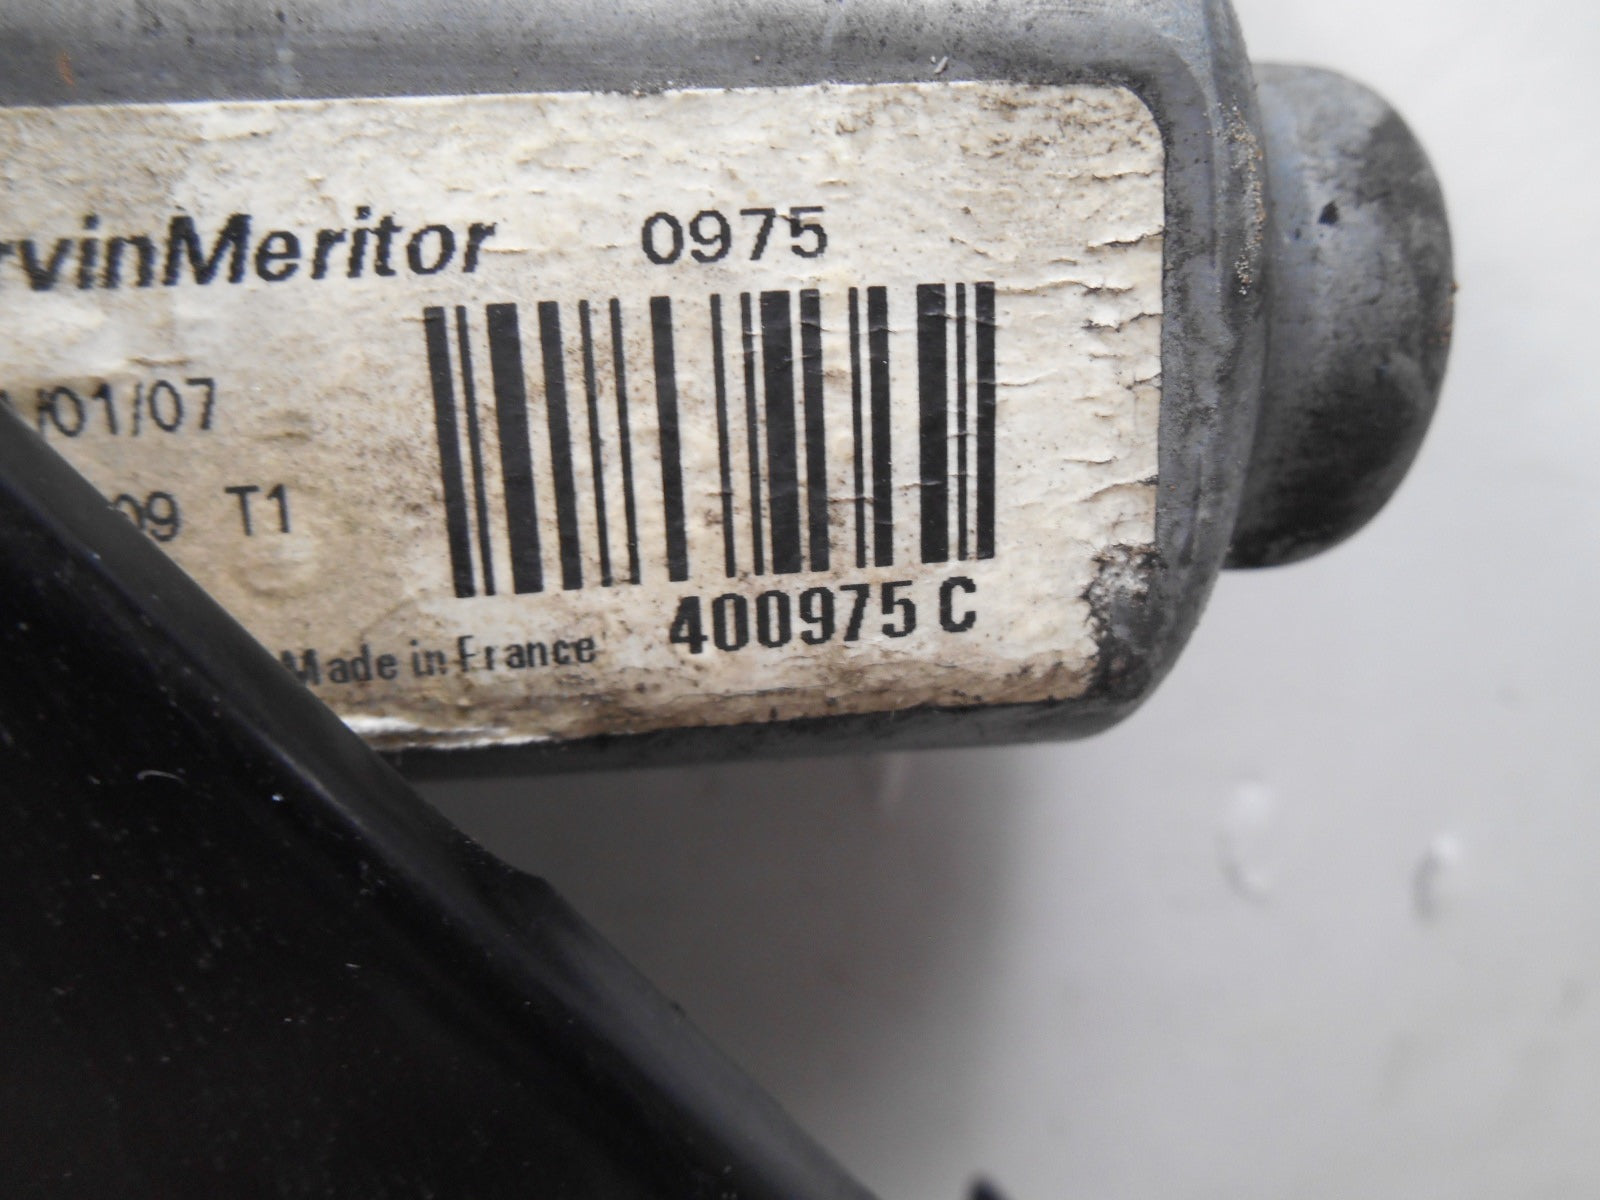 rvinMeritor 0975
/01/07
09 T1
400975 C
Made in France